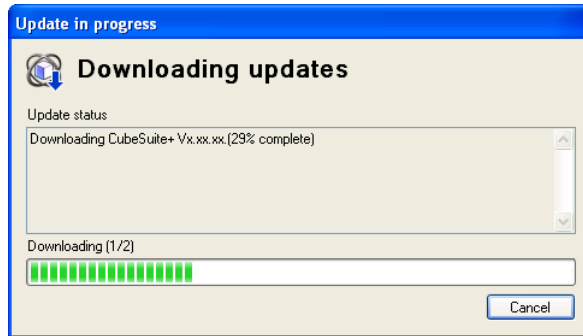 Update in progress
Downloading updates
Update status
Downloading CubeSuite+ Vx.xx.xx.(29% complete)
Downloading (1/2)
Cancel